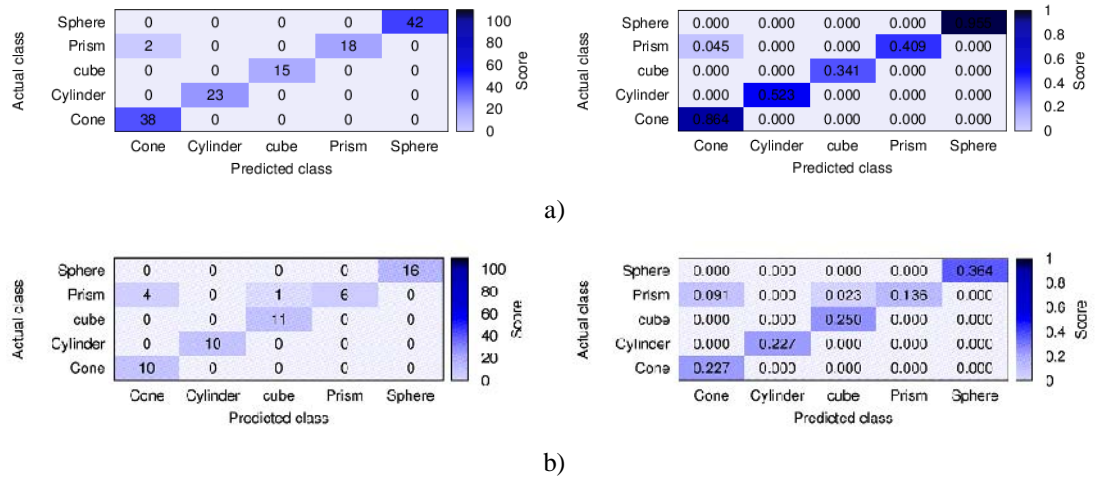 Sphere 0 0 0 0 42
Prism 2 0 0 18 0
cube 0 0 15 0 0
Cylinder 0 23 0 0 0
Cone 38 0 0 0 0
Cone Cylinder cube Prism Sphere
Predicted class
Actual class
100
80
60
40
20
0
Score
0.000 0.000 0.000 0.000 0.955
Prism 0.045 0.000 0.000 0.409 0.000
cube 0.000 0.000 0.341 0.000 0.000
Cylinder 0.000 0.523 0.000 0.000 0.000
Cone 0.864 0.000 0.000 0.000 0.000
Sphere
Cone Cylinder cube Prism Sphere
Predicted class
Actual class
1
0.8
0.6
0.4
0.2
0
Score
a)
Sphere 0 0 0 0 16
Prism 4 0 1 6 0
cube 0 0 11 0 0
Cylinder 0 10 0 0 0
Cone 10 0 0 0 0
Cone Cylinder cube Prism Sphere
Predicted class
Actual class
100
80
60
40
20
0
Score
Sphere 0.000 0.000 0.000 0.000 0.364
Prism 0.091 0.000 0.023 0.136 0.000
cube 0.000 0.000 0.250 0.000 0.000
Cylinder 0.000 0.227 0.000 0.000 0.000
Cone 0.227 0.000 0.000 0.000 0.000
Cone Cylinder cube Prism Sphere
Predicted class
Actual class
1
0.8
0.6
0.4
0.2
0
Score
b)